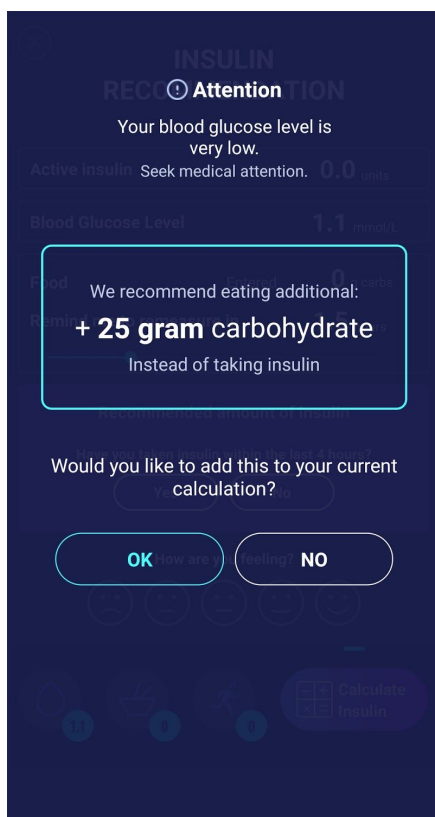 INSULIN
RECOMMENDATION
Attention
Your blood glucose level is
very low.
Seek medical attention.
Active insulin 0.0 units
Blood Glucose Level 1.1 mmol/L
Food 0 carbs
We recommend eating additional:
+ 25 gram carbohydrate
Instead of taking insulin
Recommended amount of insulin
Have you taken insulin within the last 4 hours?
Would you like to add this to your current
calculation?
Yes No
OK NO
How are you feeling?
Calculate
Insulin
1.1 0 0